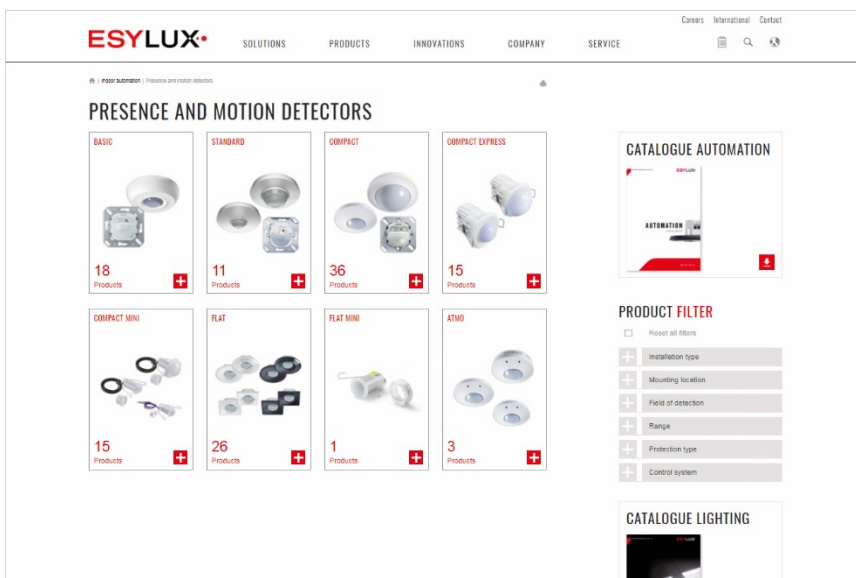 Careers International Contact
ESYLUX
SOLUTIONS PRODUCTS INNOVATIONS COMPANY SERVICE
Indoor automation | Presence and motion detectors
PRESENCE AND MOTION DETECTORS
BASIC
18
Products
STANDARD
11
Products
COMPACT
36
Products
COMPACT EXPRESS
15
Products
COMPACT MINI
15
Products
FLAT
26
Products
FLAT MINI
1
Products
ATMO
3
Products
CATALOGUE AUTOMATION
ESYLUX
AUTOMATION
PRODUCT FILTER
Reset all filters
Installation type
Mounting location
Field of detection
Range
Protection type
Control system
CATALOGUE LIGHTING
ESYLUX